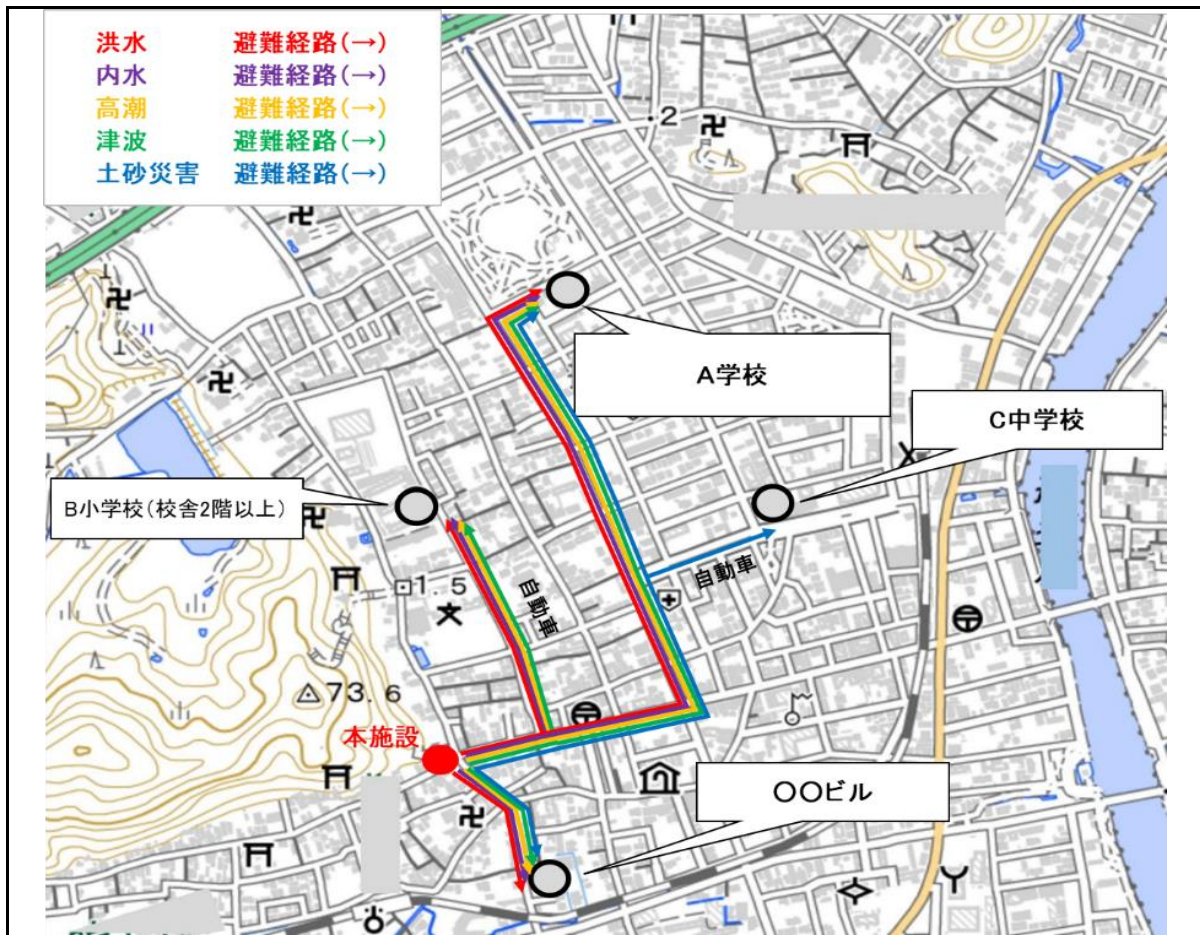 洪水 避難経路(→)
内水 避難経路(→)
高潮 避難経路(→)
津波 避難経路(→)
土砂災害 避難経路(→)
・2
A学校
C中学校
B小学校(校舎2階以上)
自動車
自動車
1.5
73.6
本施設
〇〇ビル